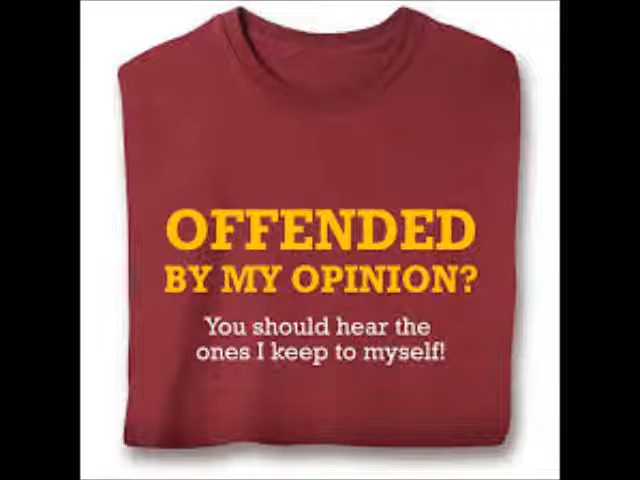 OFFENDED
BY MY OPINION?
You should hear the
ones I keep to myself!